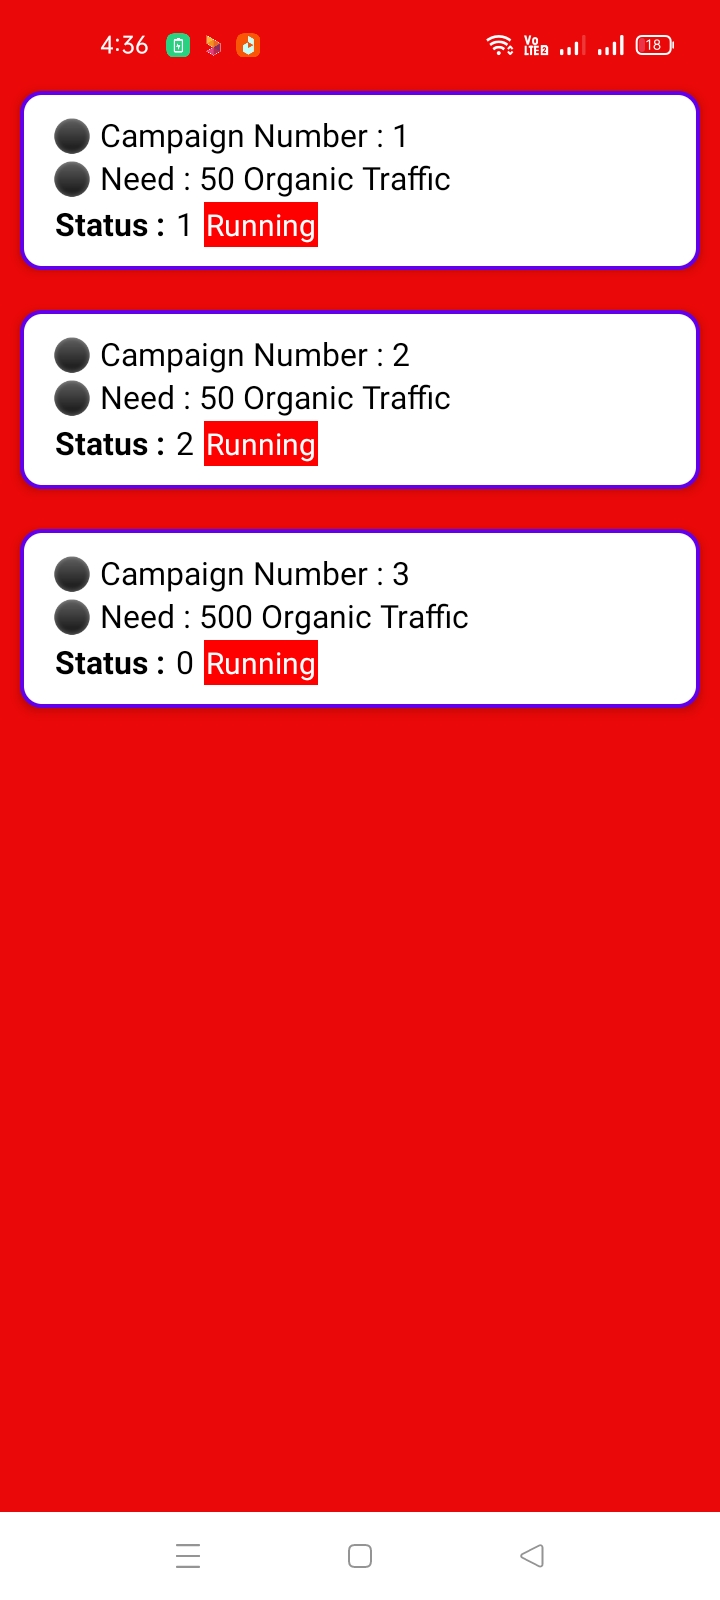 4:36 Vo LTE2 18
Campaign Number : 1
Need : 50 Organic Traffic
Status : 1 Running
Campaign Number : 2
Need : 50 Organic Traffic
Status : 2 Running
Campaign Number : 3
Need : 500 Organic Traffic
Status : 0 Running